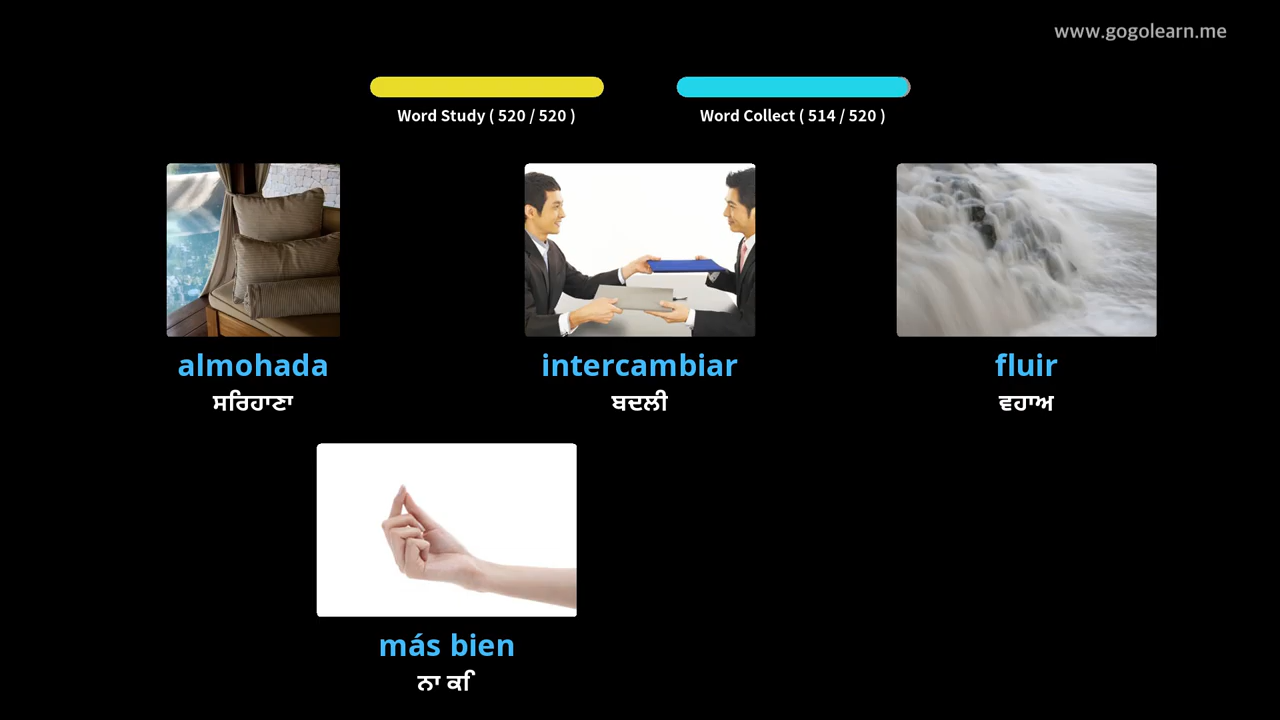 www.gogolearn.me
Word Study ( 520 / 520 )
Word Collect ( 514 / 520 )
almohada
ਸਰਿਹਾਣਾ
intercambiar
ਬਦਲੀ
fluir
ਵਹਾਅ
más bien
ਨਾ ਕਿ